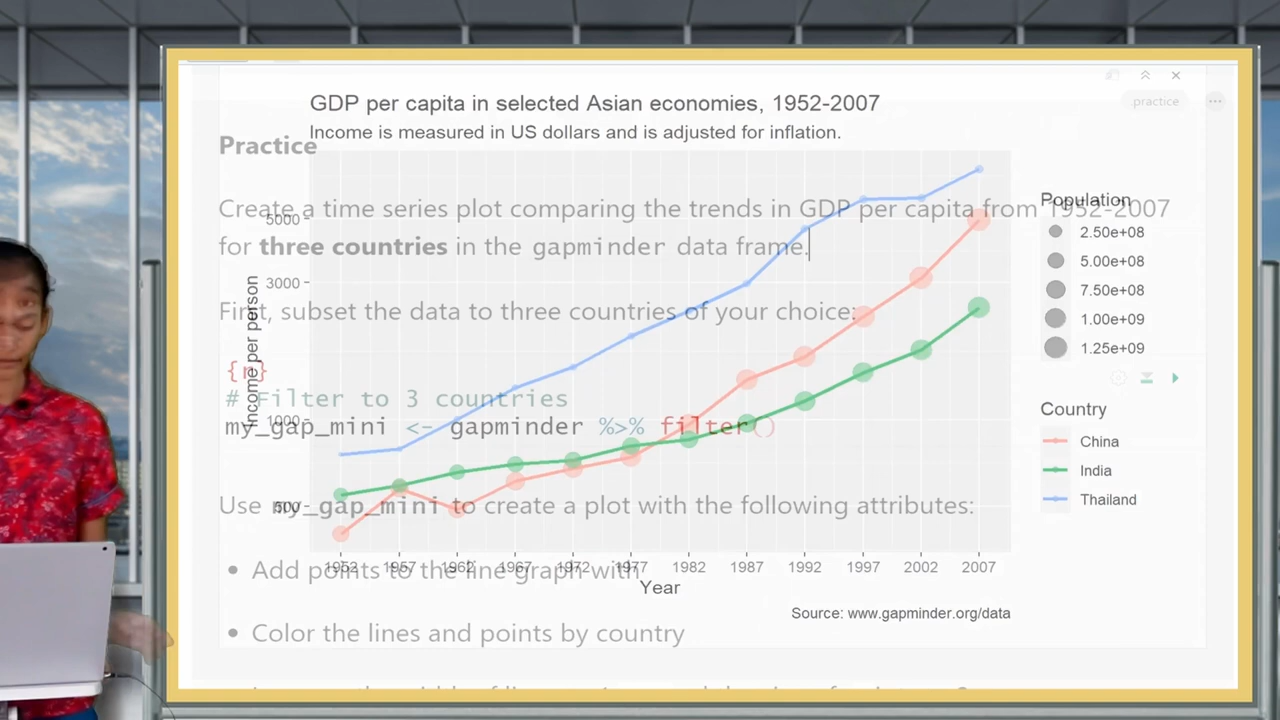 GDP per capita in selected Asian economies, 1952-2007
Income is measured in US dollars and is adjusted for inflation.
practice
Practice
Create a time series plot comparing the trends in GDP per capita from 1952-2007
for three countries in the gapminder data frame.
First, subset the data to three countries of your choice:
{r}
# Filter to 3 countries
my_gap_mini <- gapminder %>% filter()
Use my_gap_mini to create a plot with the following attributes:
• Add points to the line graph with
• Color the lines and points by country
Income per person
5000
3000
1000
500
1952 1957 1962 1967 1972 1977 1982 1987 1992 1997 2002 2007
Year
Source: www.gapminder.org/data
Population
2.50e+08
5.00e+08
7.50e+08
1.00e+09
1.25e+09
Country
China
India
Thailand